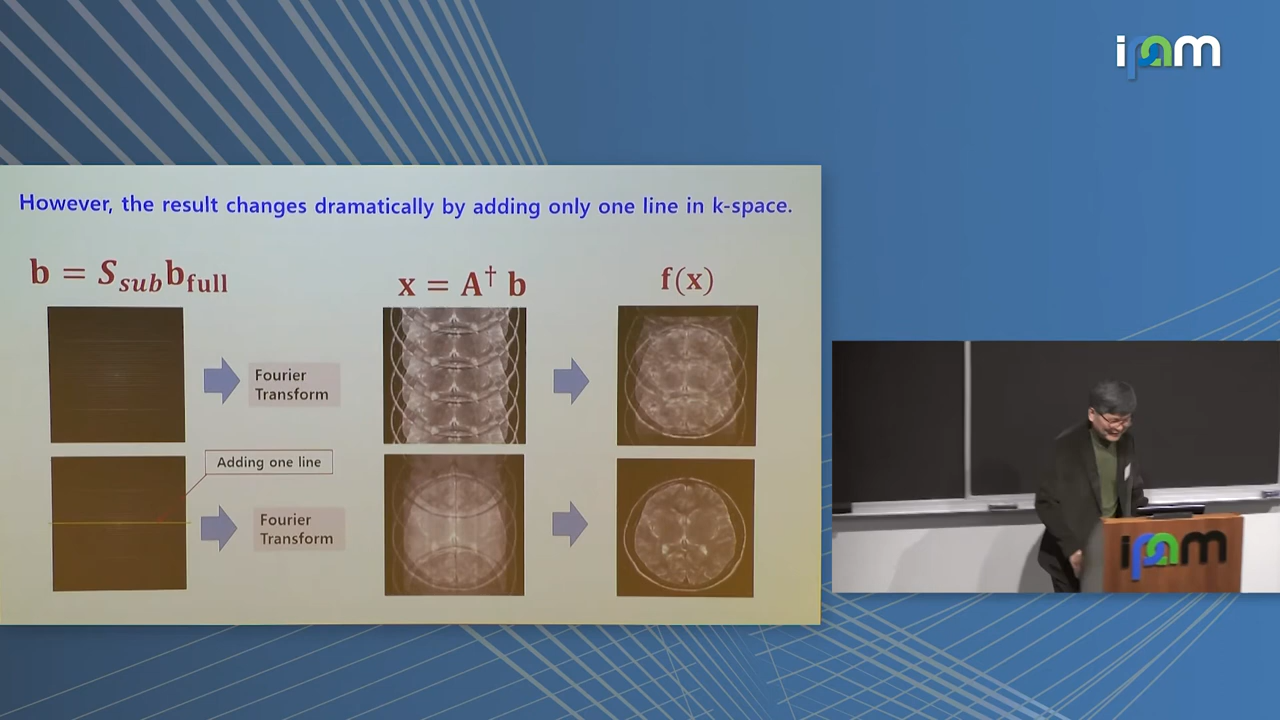 ipam
However, the result changes dramatically by adding only one line in k-space.
b = S_sub b_full
x = A† b
f(x)
Fourier
Transform
Adding one line
Fourier
Transform
ipam